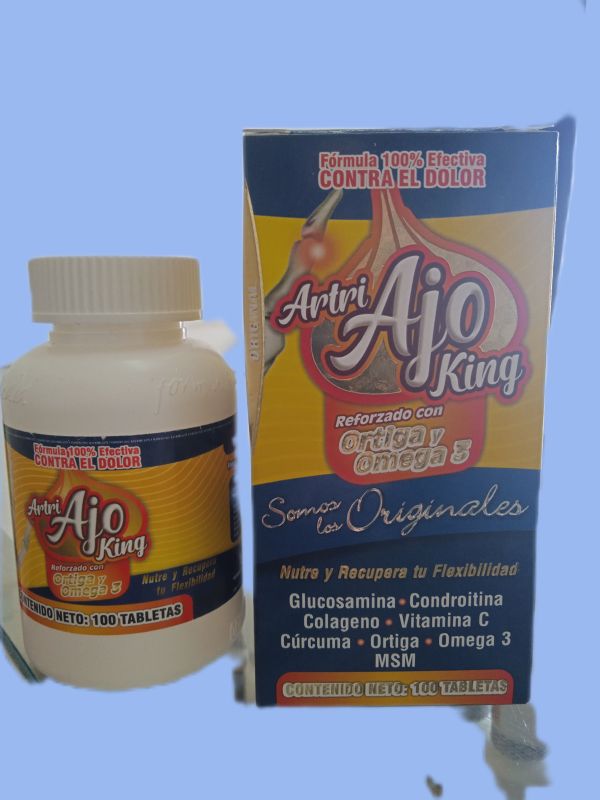 Fórmula 100% Efectiva
CONTRA EL DOLOR
ORIGINAL
Artri
Ajo
King
Reforzado con
Ortiga y
Omega 3
Somos
los Originales
Nutre y Recupera tu Flexibilidad
Glucosamina • Condroitina
Colageno • Vitamina C
Cúrcuma • Ortiga • Omega 3
MSM
CONTENIDO NETO: 100 TABLETAS
Fórmula 100% Efectiva
CONTRA EL DOLOR
Artri
Ajo
King
Reforzado con
Ortiga y
Omega 3
Nutre y Recupera
tu Flexibilidad
CONTENIDO NETO: 100 TABLETAS